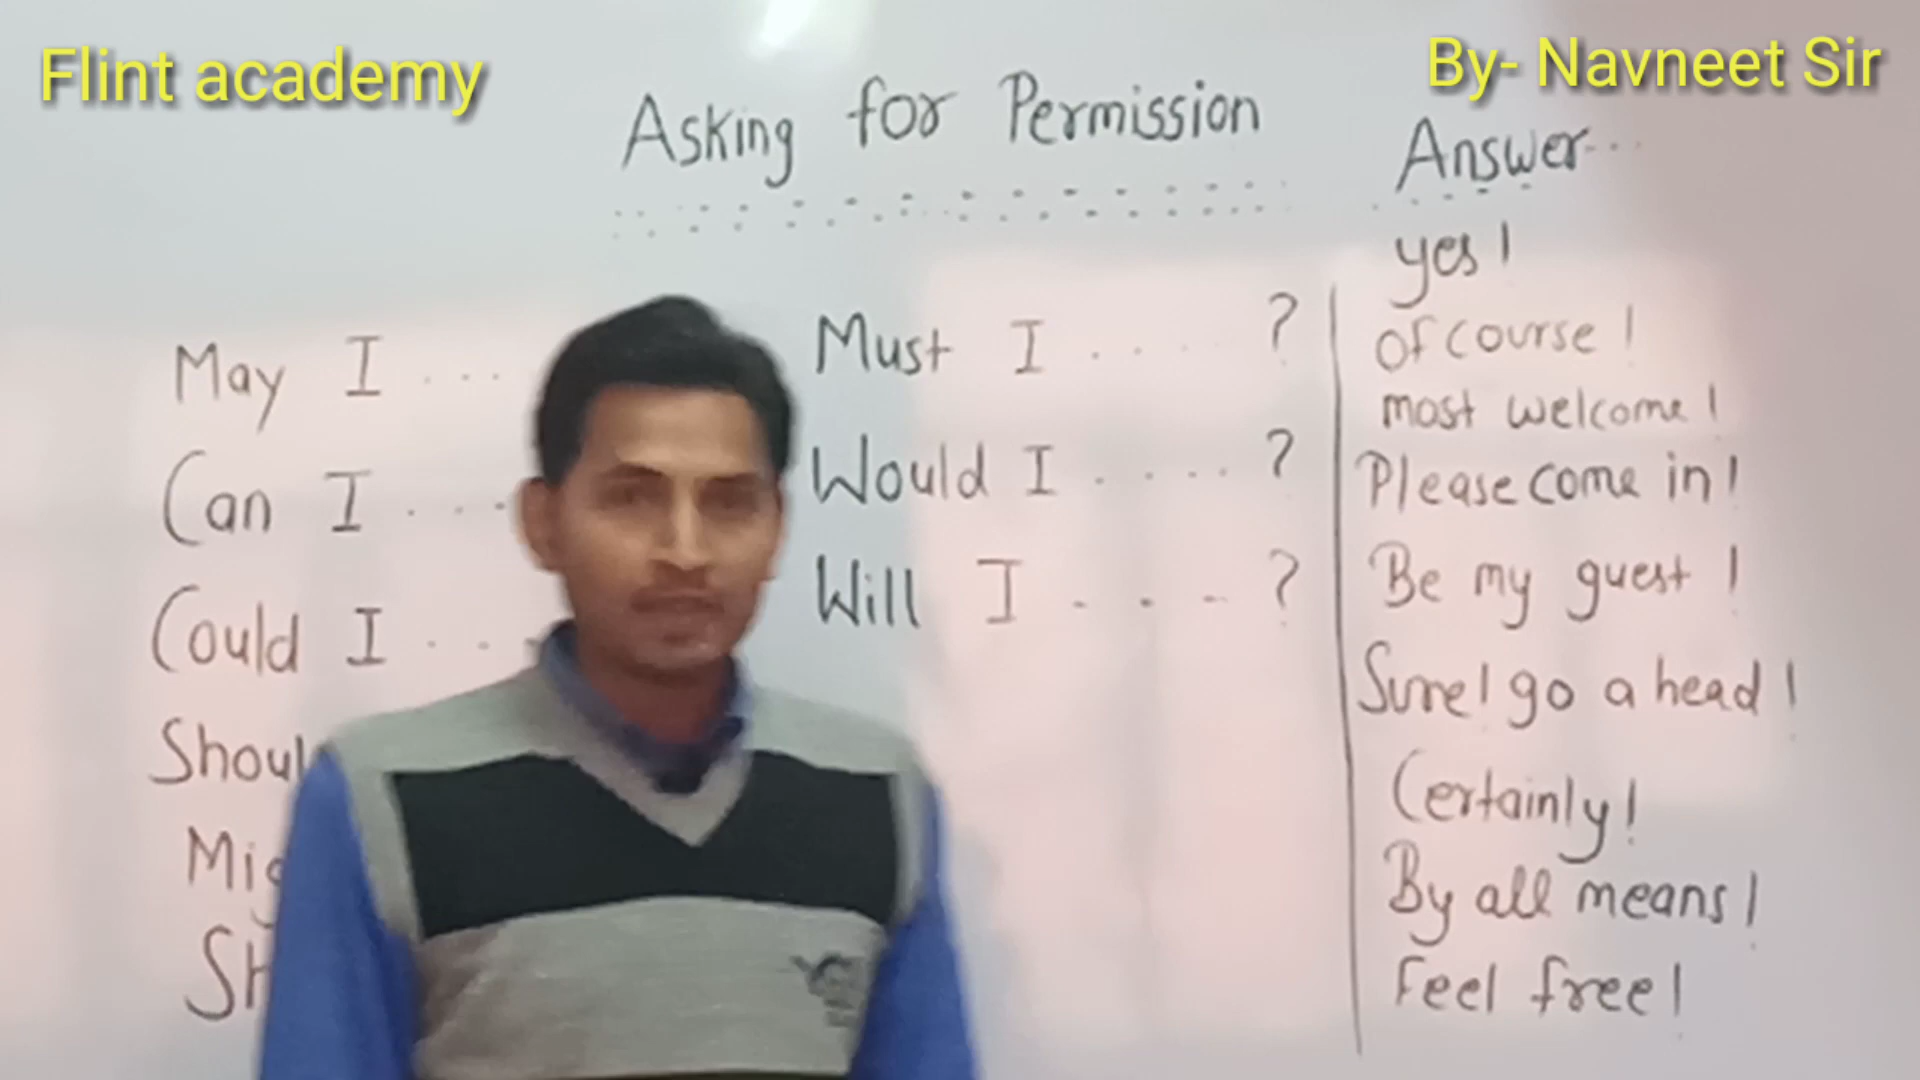 Flint academy
By- Navneet Sir
Asking for Permission
May I ....
Can I ....
Could I ...
Must I ..... ?
Would I ..... ?
Will I .... ?
Answer...
yes!
of course!
most welcome!
Please come in!
Be my guest!
Sure! go a head!
Certainly!
By all means!
Feel free!